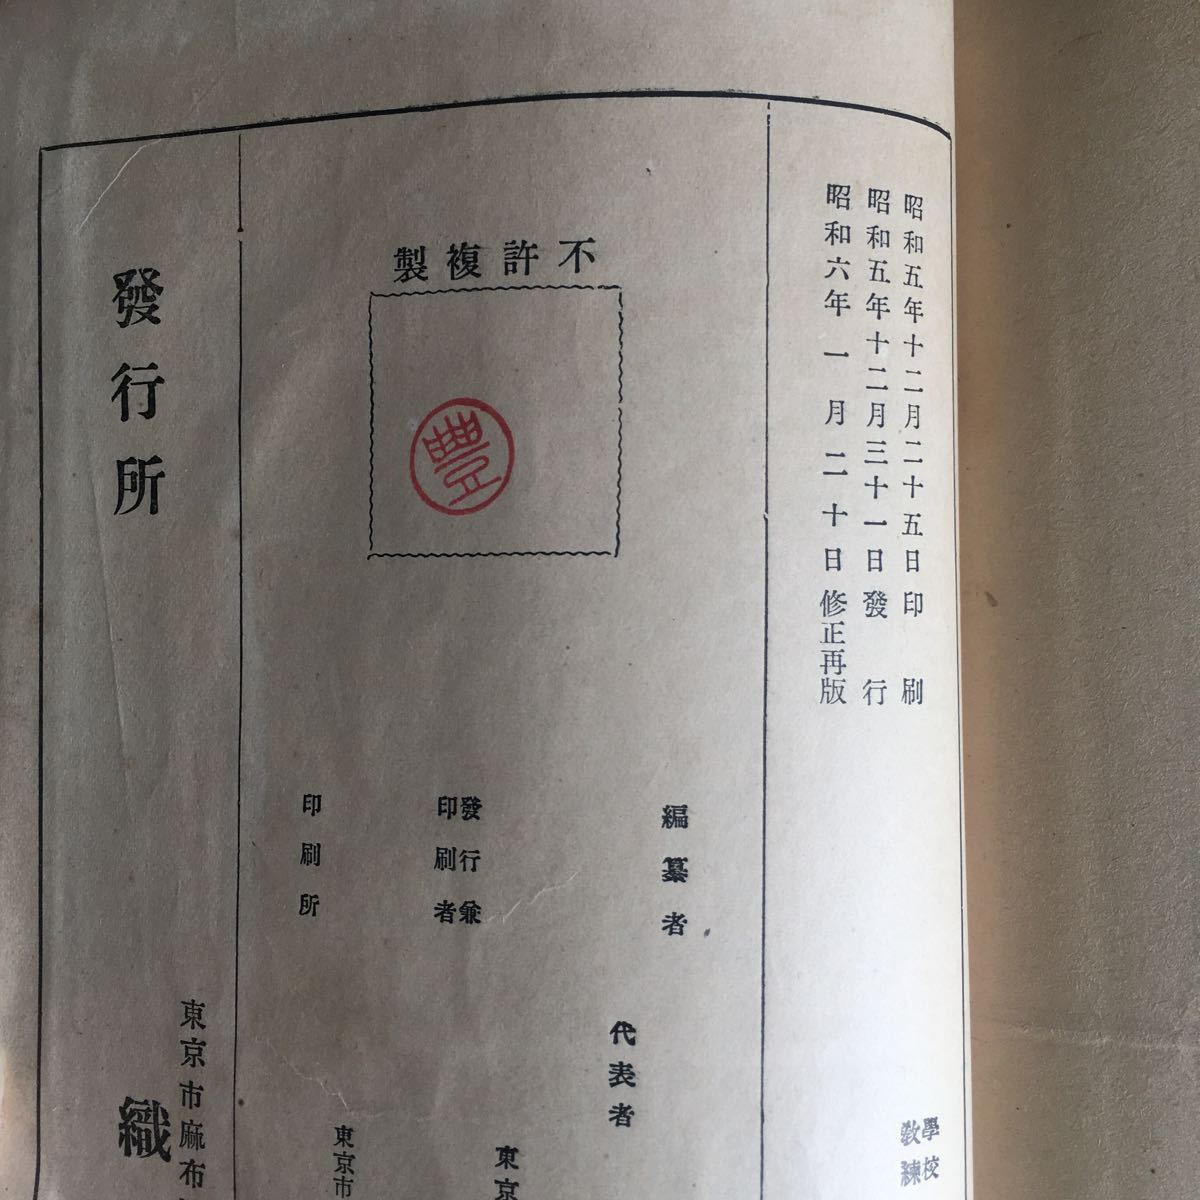 昭和五年十二月二十五日印刷
昭和五年十二月三十一日發行
昭和六年一月二十日修正再版
學校
教練
不許複製
豐
編纂者
代表者
發行兼
印刷者
東京
印刷所
東京市
發行所
東京市麻布
織